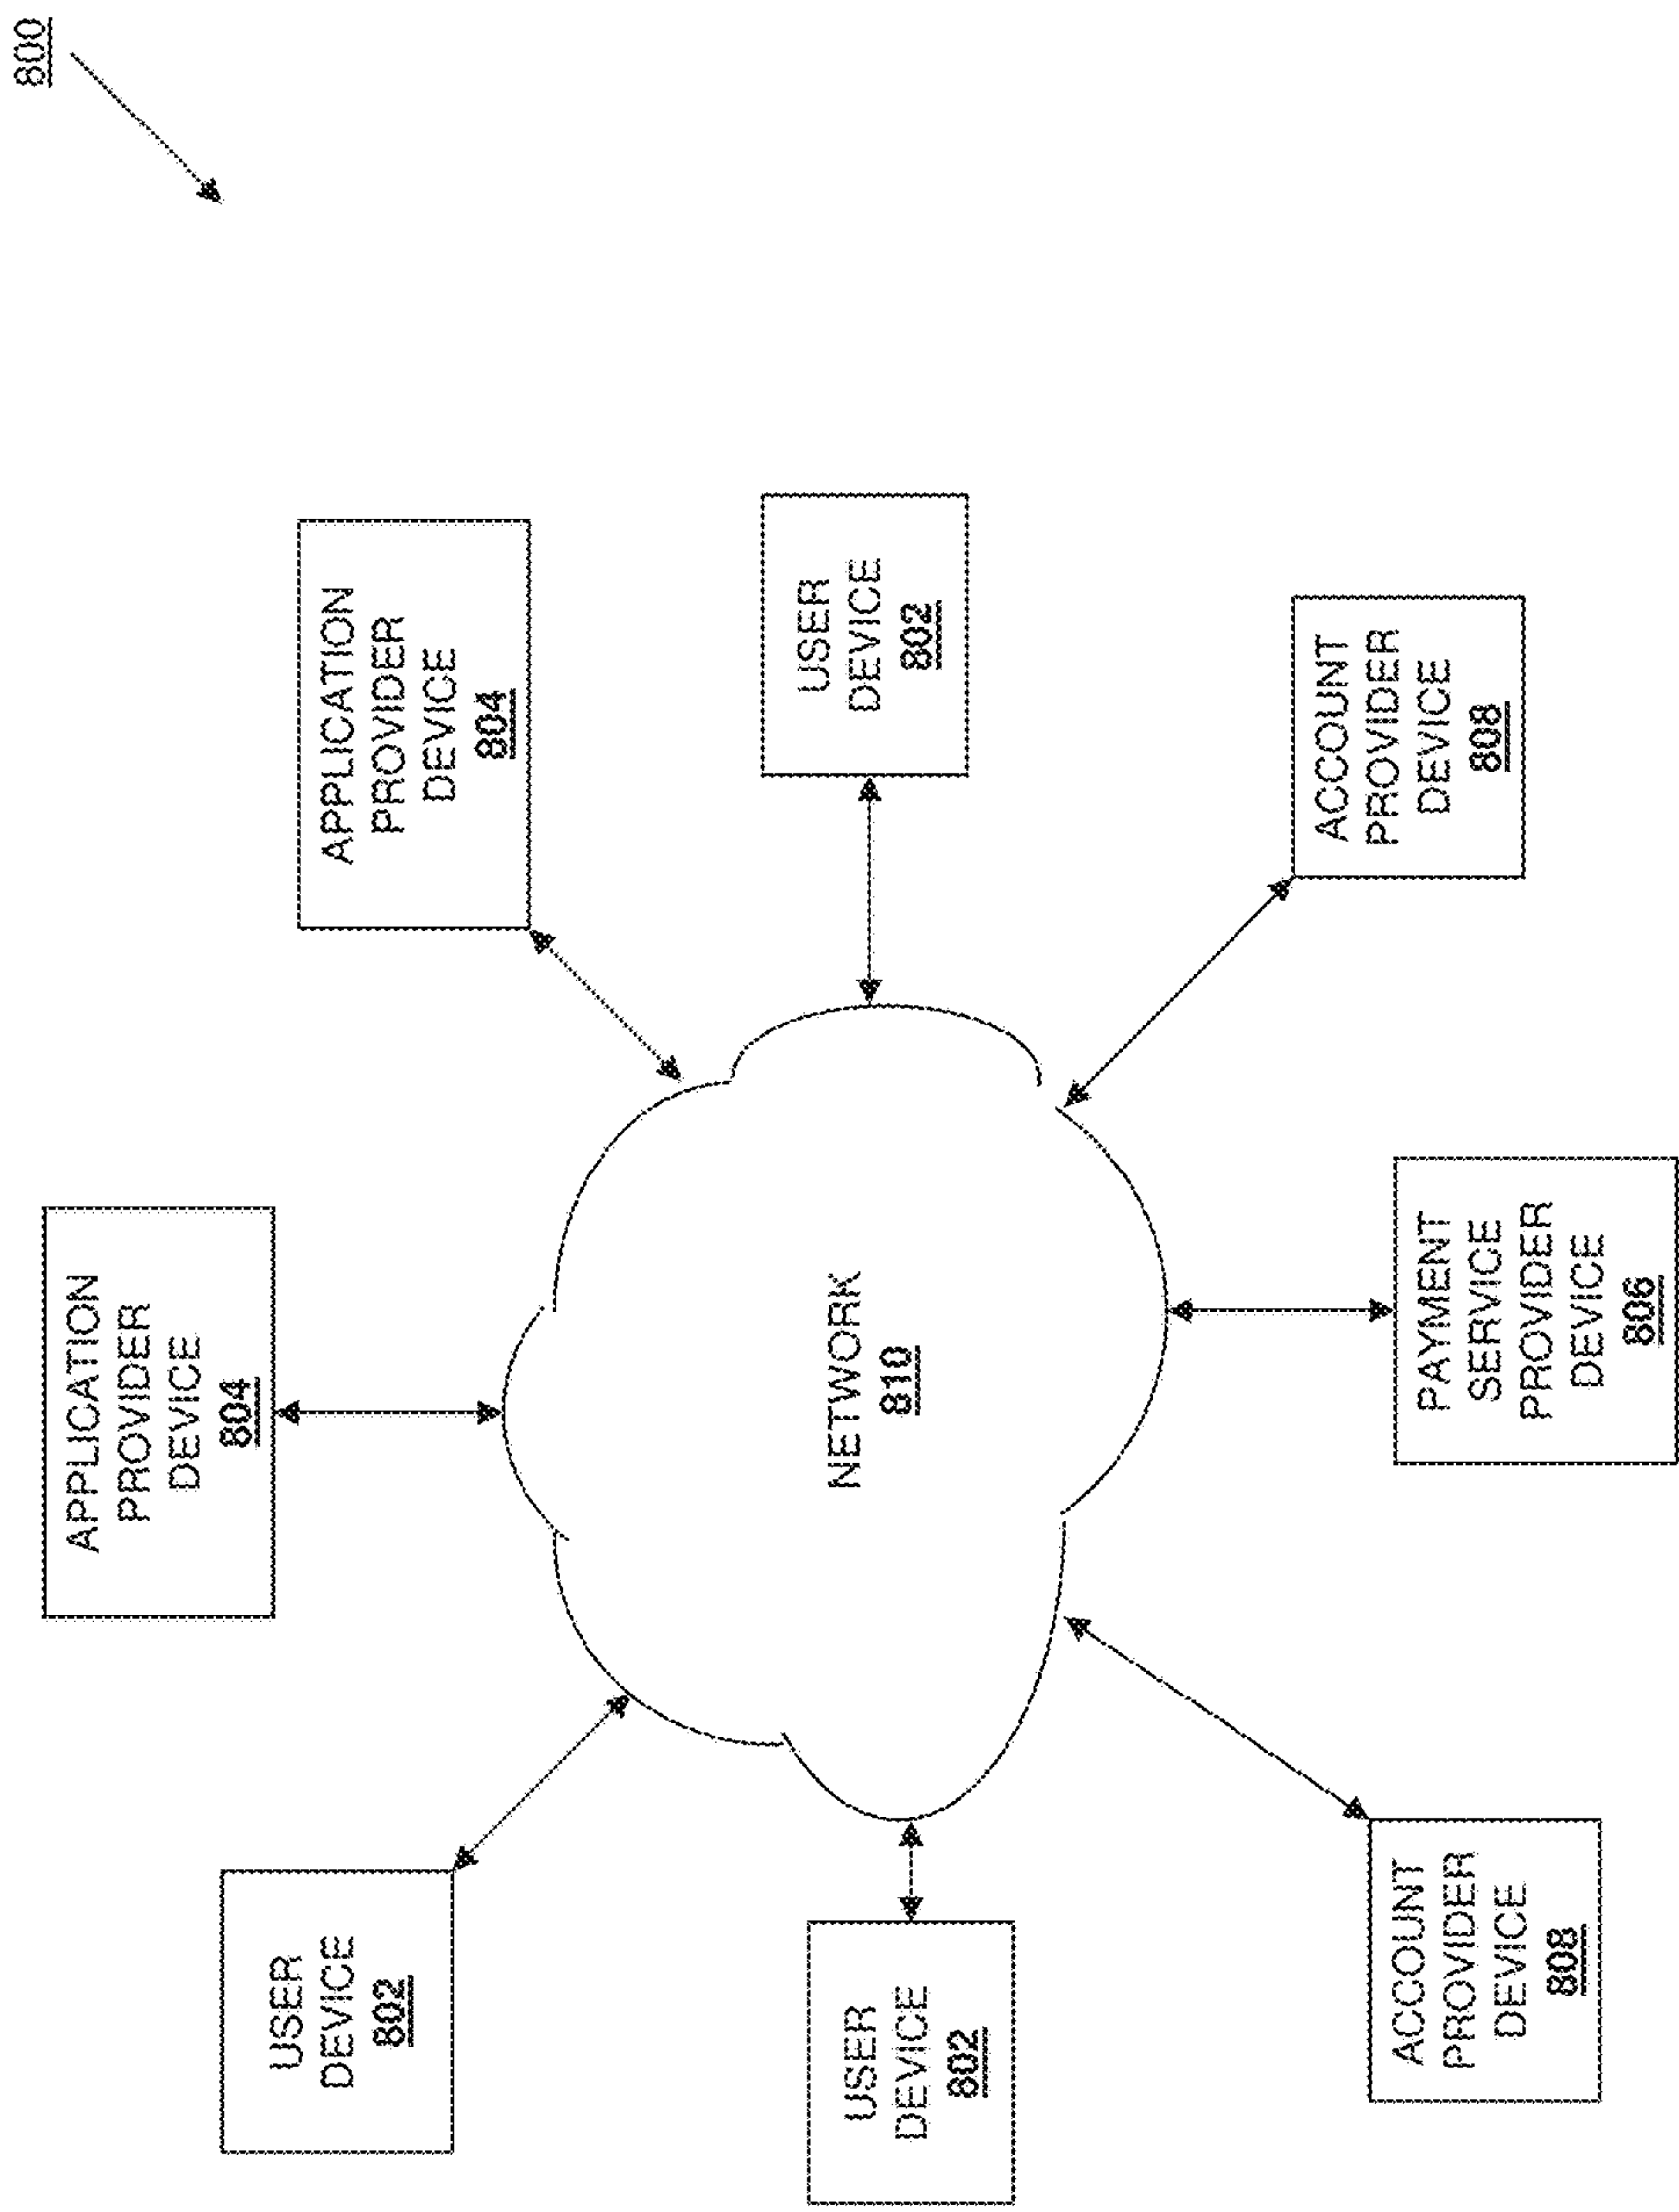 800
APPLICATION
PROVIDER
DEVICE
804
APPLICATION
PROVIDER
DEVICE
804
USER
DEVICE
802
USER
DEVICE
802
NETWORK
810
USER
DEVICE
802
ACCOUNT
PROVIDER
DEVICE
808
PAYMENT
SERVICE
PROVIDER
DEVICE
806
ACCOUNT
PROVIDER
DEVICE
808